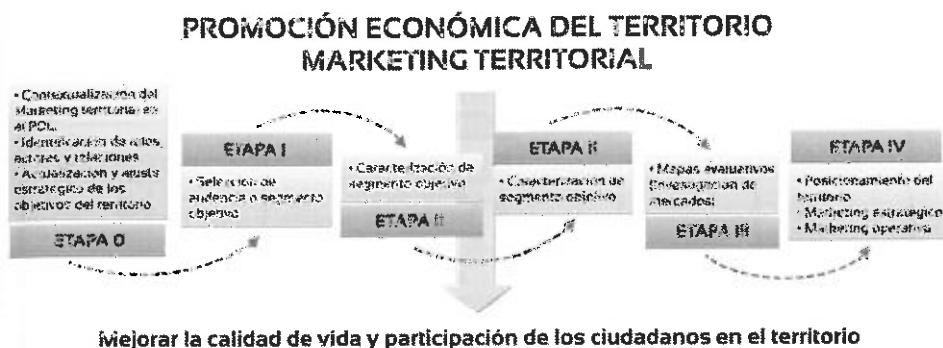 PROMOCIÓN ECONÓMICA DEL TERRITORIO
MARKETING TERRITORIAL
• Contextualización del
Marketing territorial en
el PDL.
• Identificación de roles,
actores y relaciones
• Actualización y ajuste
estratégico de los
objetivos del territorio
ETAPA 0
ETAPA I
• Selección de
audiencia o segmento
objetivo
• Caracterización de
segmento objetivo
ETAPA II
ETAPA II
• Caracterización de
segmento objetivo
• Mapas evaluativos
(investigación de
mercados)
ETAPA III
ETAPA IV
• Posicionamiento del
territorio
• Marketing estratégico
• Marketing operativo
Mejorar la calidad de vida y participación de los ciudadanos en el territorio